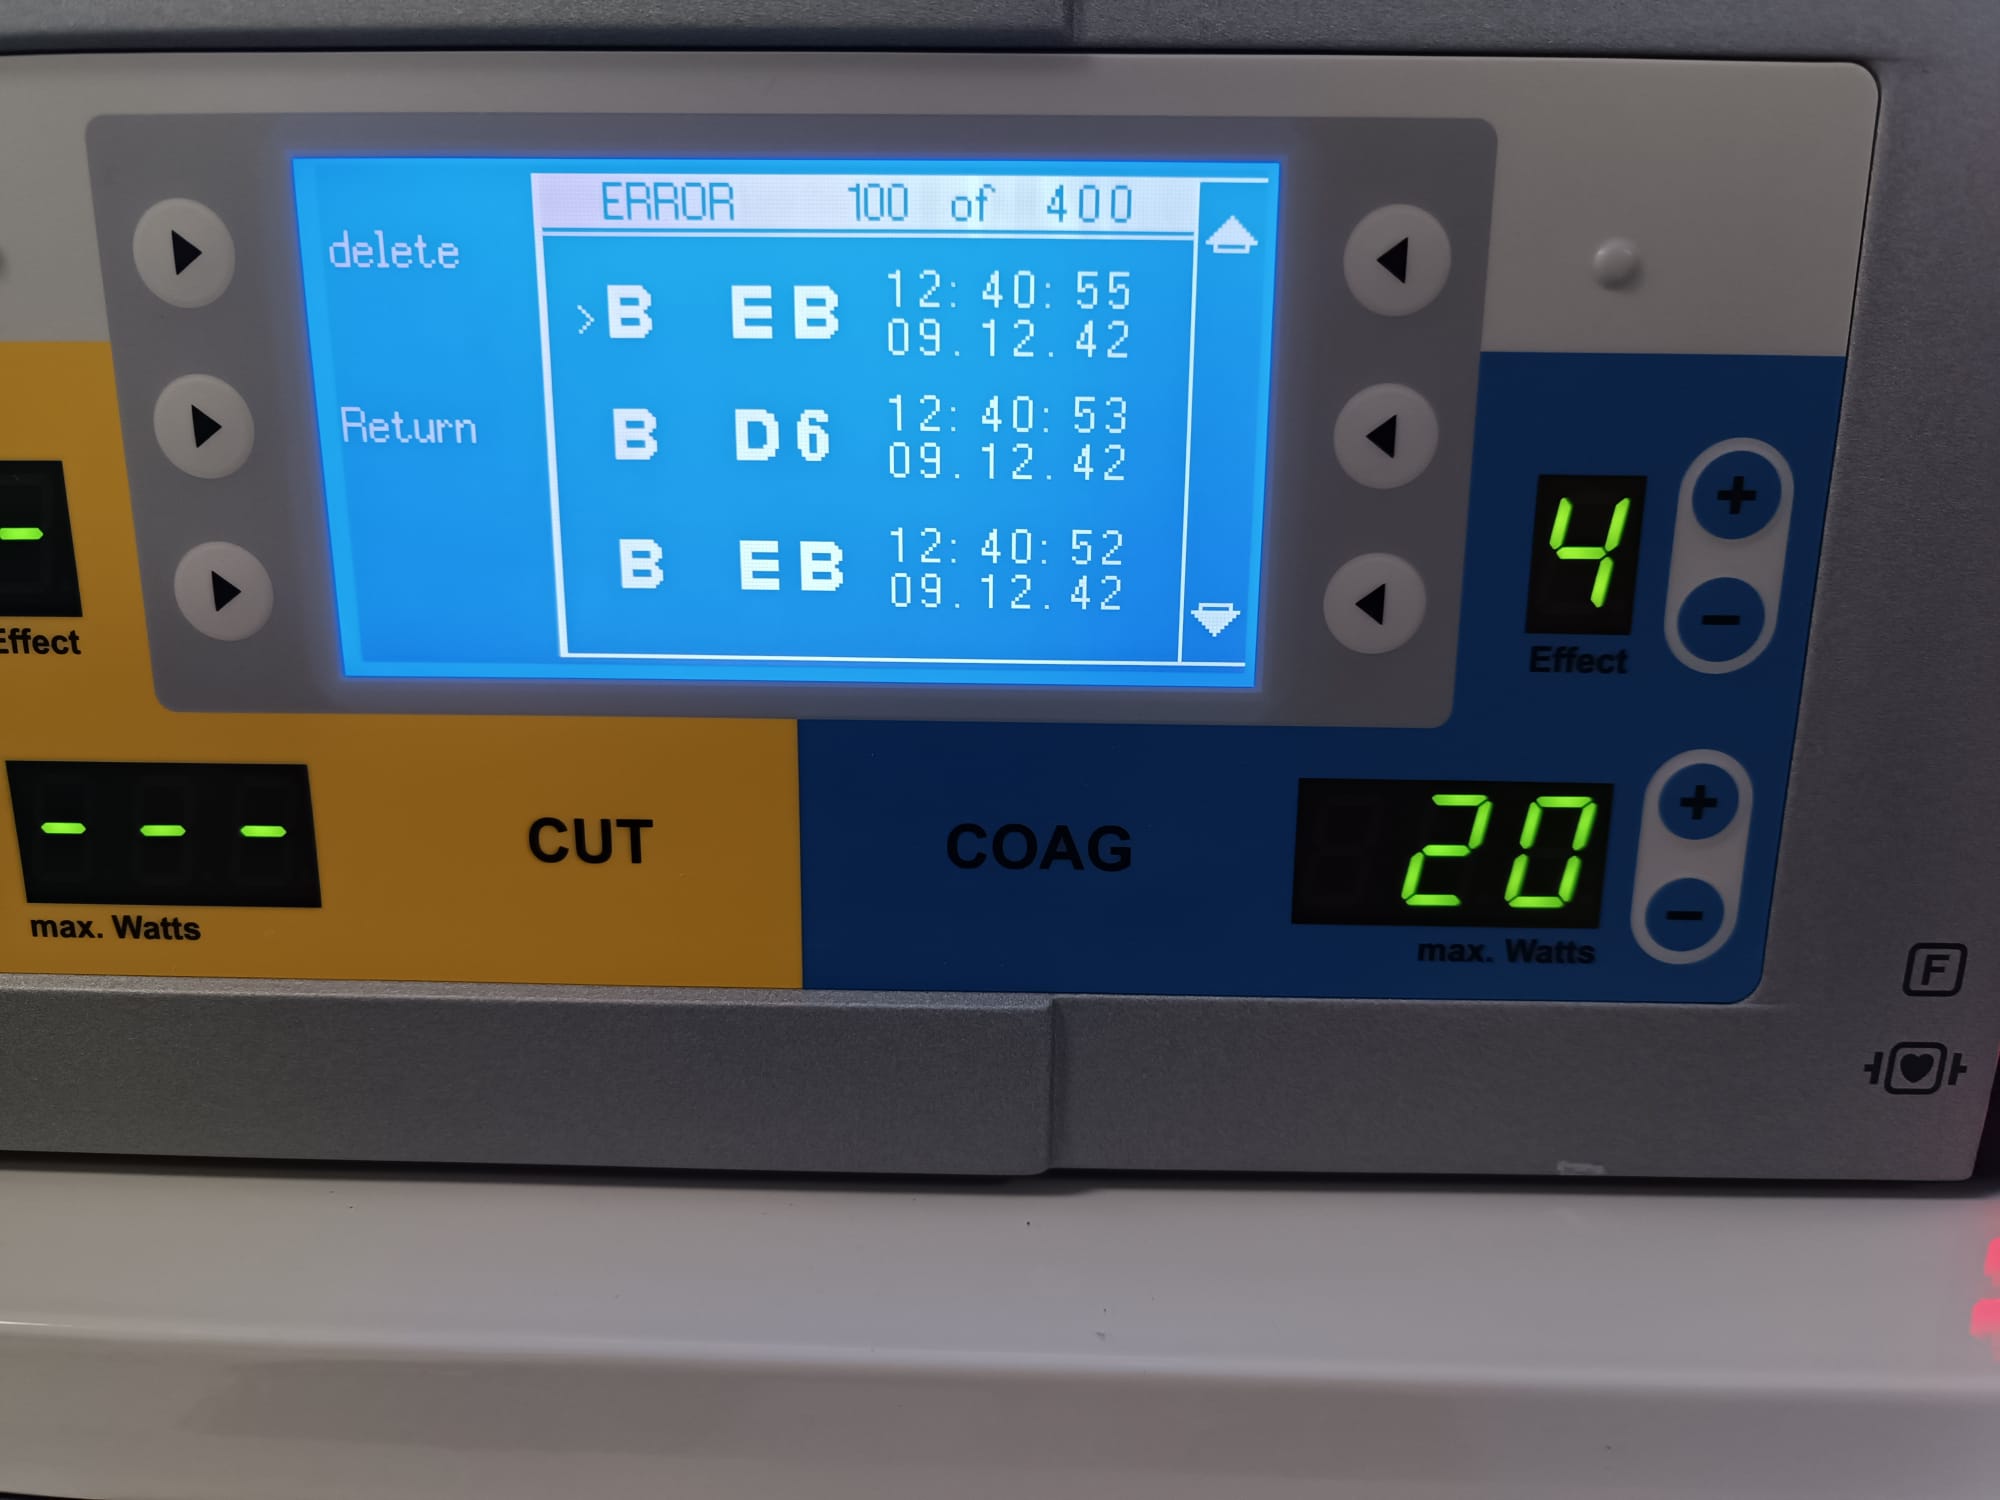 ERROR 100 of 400
delete
>B EB 12:40:55
09.12.42
Return
B D6 12:40:53
09.12.42
B EB 12:40:52
09.12.42
4
Effect
Effect
- - -
max. Watts
CUT
COAG
20
max. Watts
F